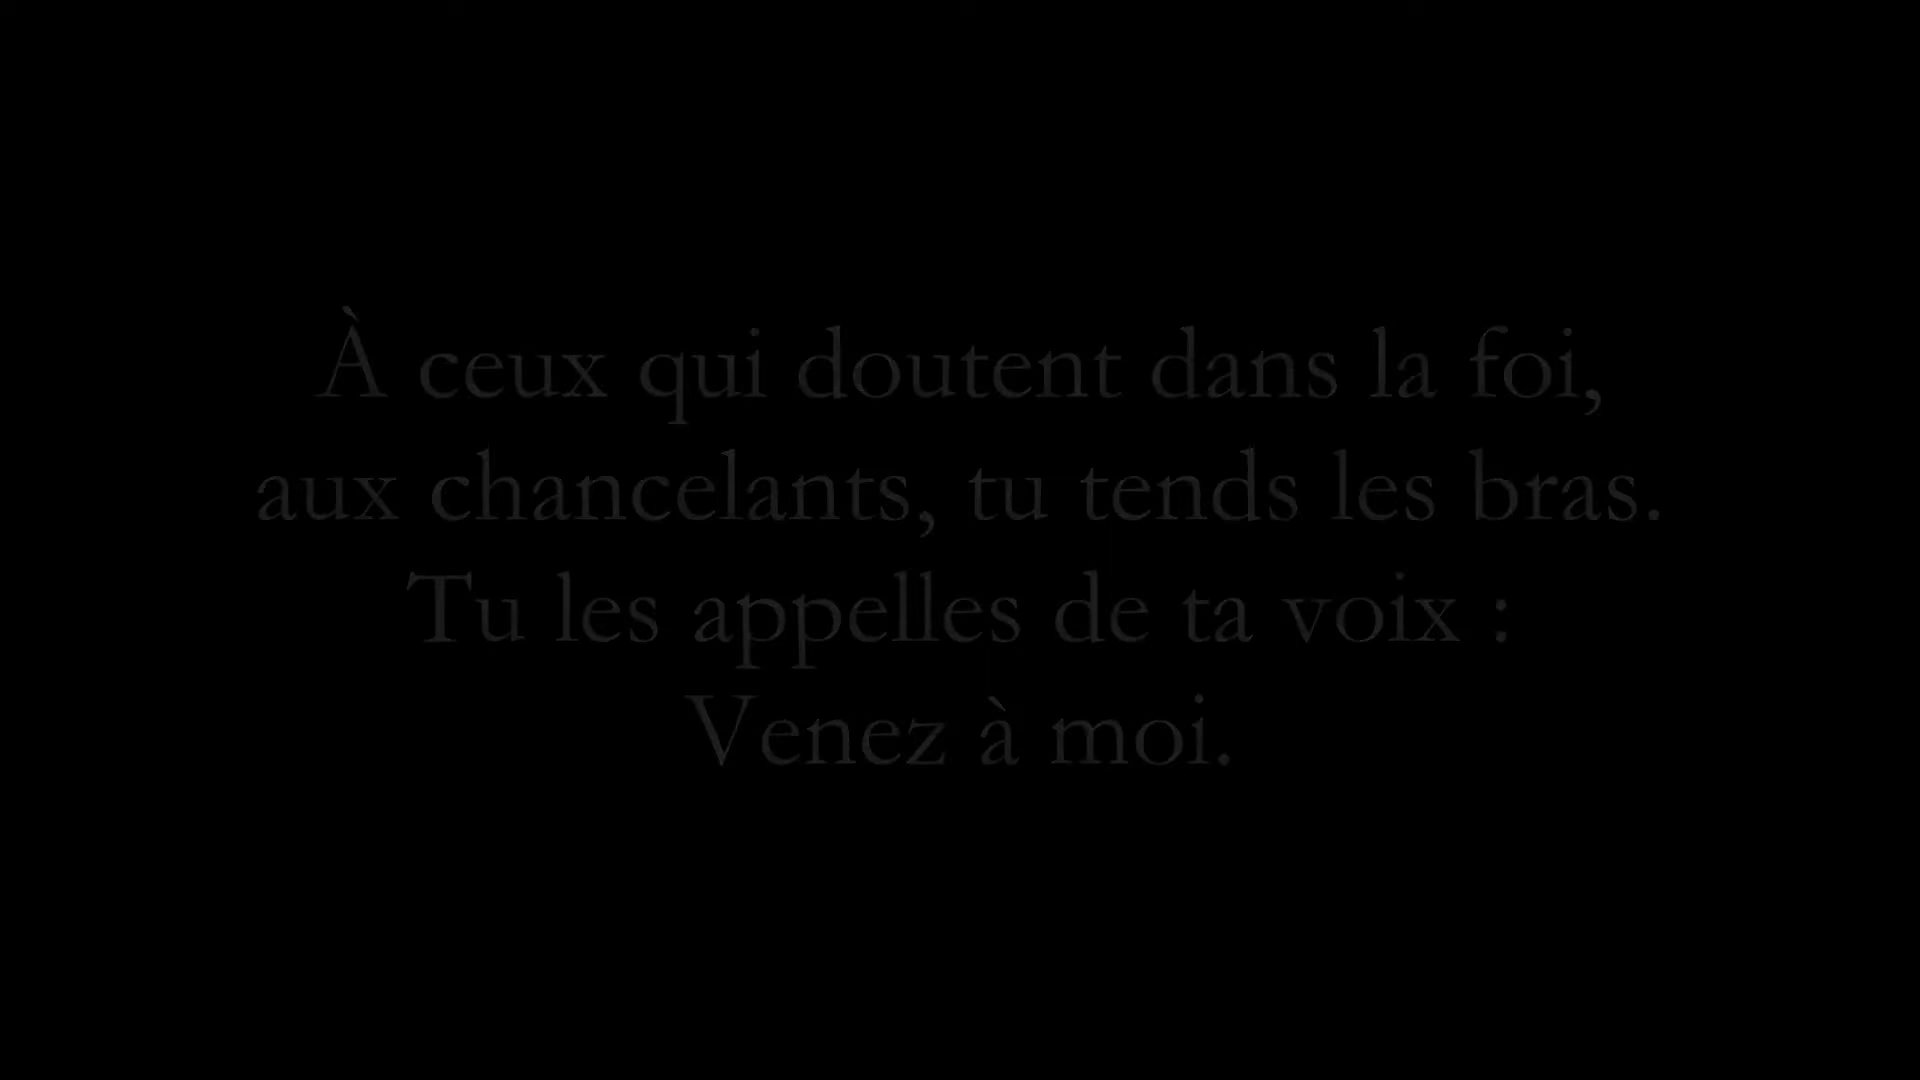 À ceux qui doutent dans la foi,
aux chancelants, tu tends les bras.
Tu les appelles de ta voix :
Venez à moi.